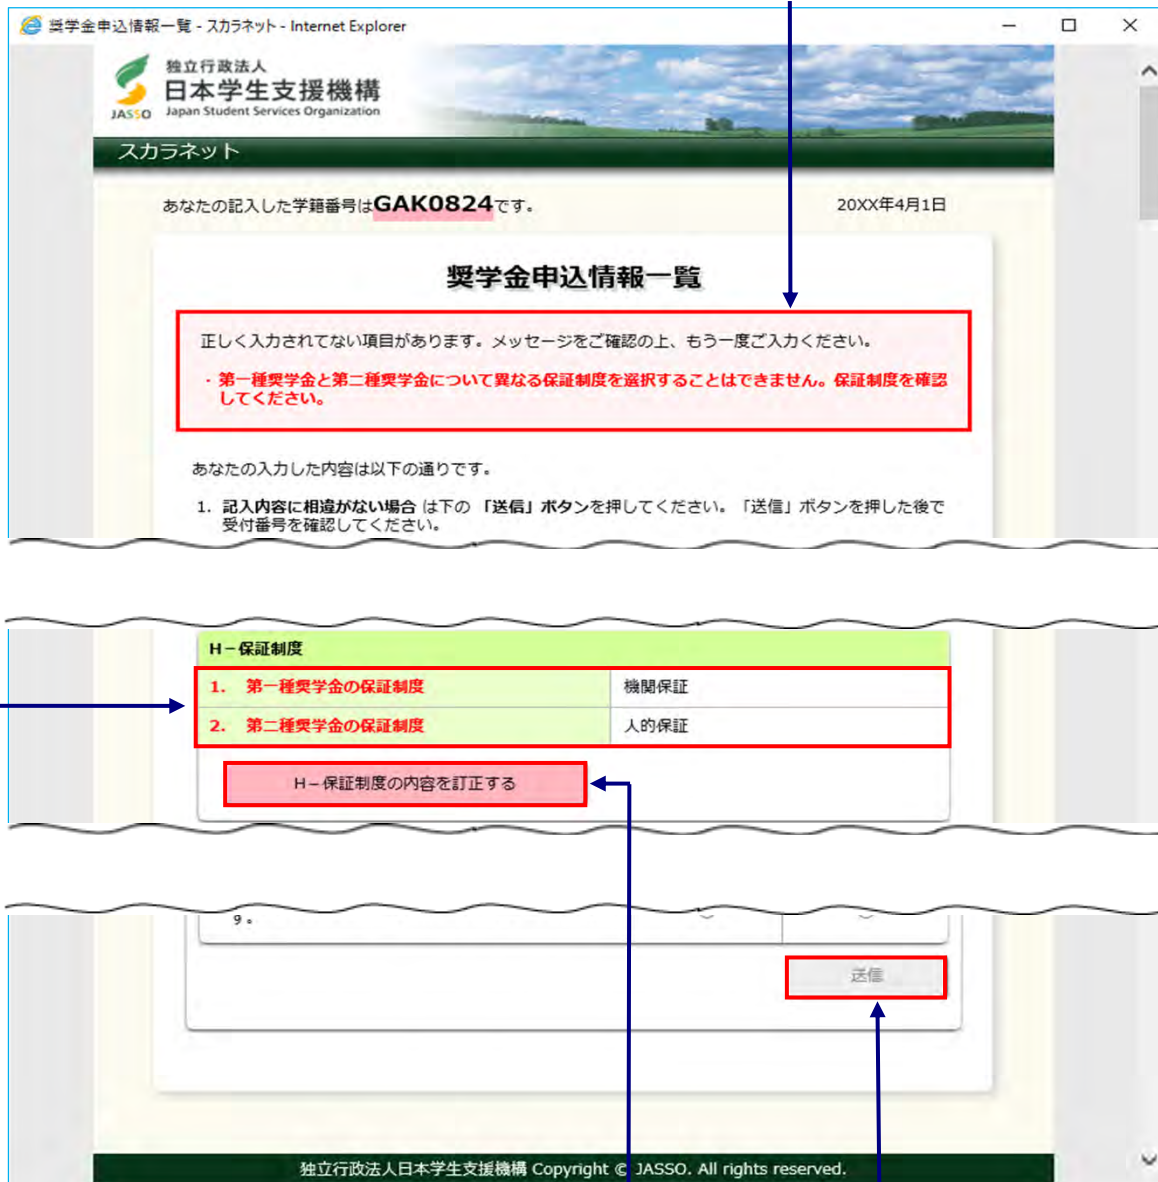 奨学金申込情報一覧 - スカラネット - Internet Explorer
独立行政法人
日本学生支援機構
JASSO Japan Student Services Organization
スカラネット
あなたの記入した学籍番号はGAK0824です。 20XX年4月1日
奨学金申込情報一覧
正しく入力されてない項目があります。メッセージをご確認の上、もう一度ご入力ください。
・第一種奨学金と第二種奨学金について異なる保証制度を選択することはできません。保証制度を確認
してください。
あなたの入力した内容は以下の通りです。
1. 記入内容に相違がない場合 は下の 「送信」ボタンを押してください。「送信」ボタンを押した後で
受付番号を確認してください。
H－保証制度
1. 第一種奨学金の保証制度 機関保証
2. 第二種奨学金の保証制度 人的保証
H－保証制度の内容を訂正する
9。
送信
独立行政法人日本学生支援機構 Copyright © JASSO. All rights reserved.